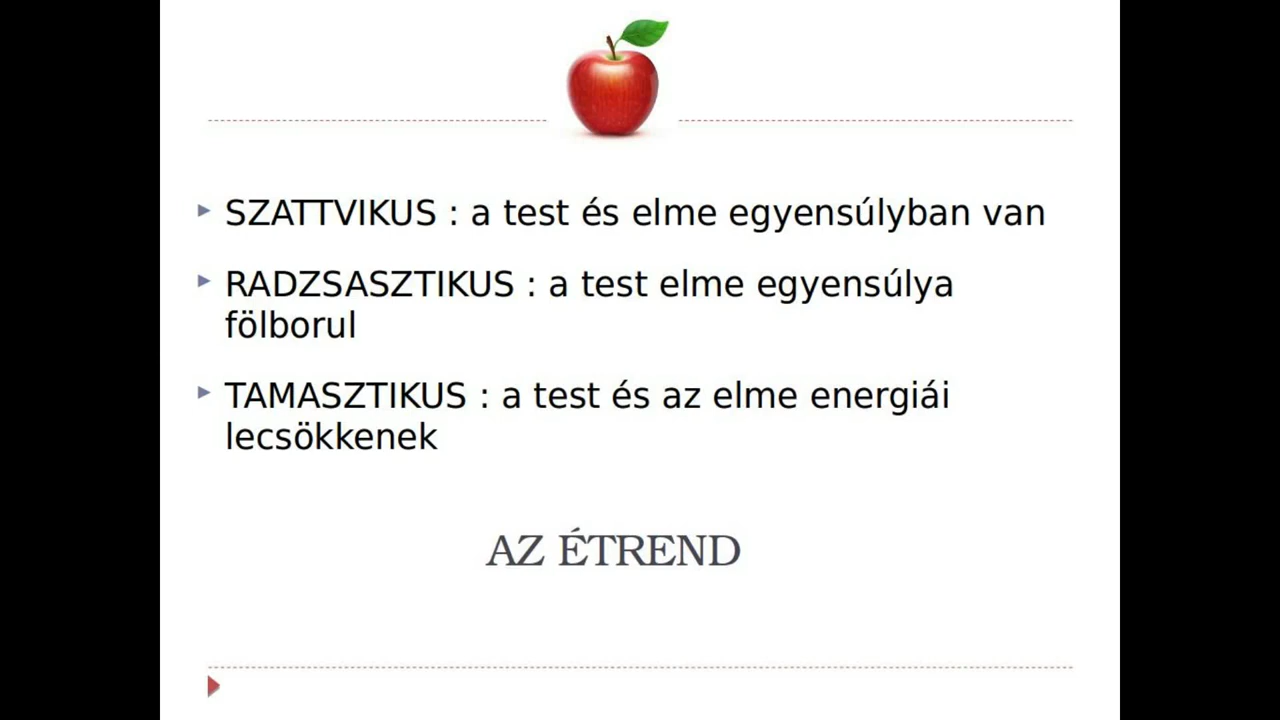 SZATTVIKUS : a test és elme egyensúlyban van
RADZSASZTIKUS : a test elme egyensúlya
fölborul
TAMASZTIKUS : a test és az elme energiái
lecsökkenek
AZ ÉTREND